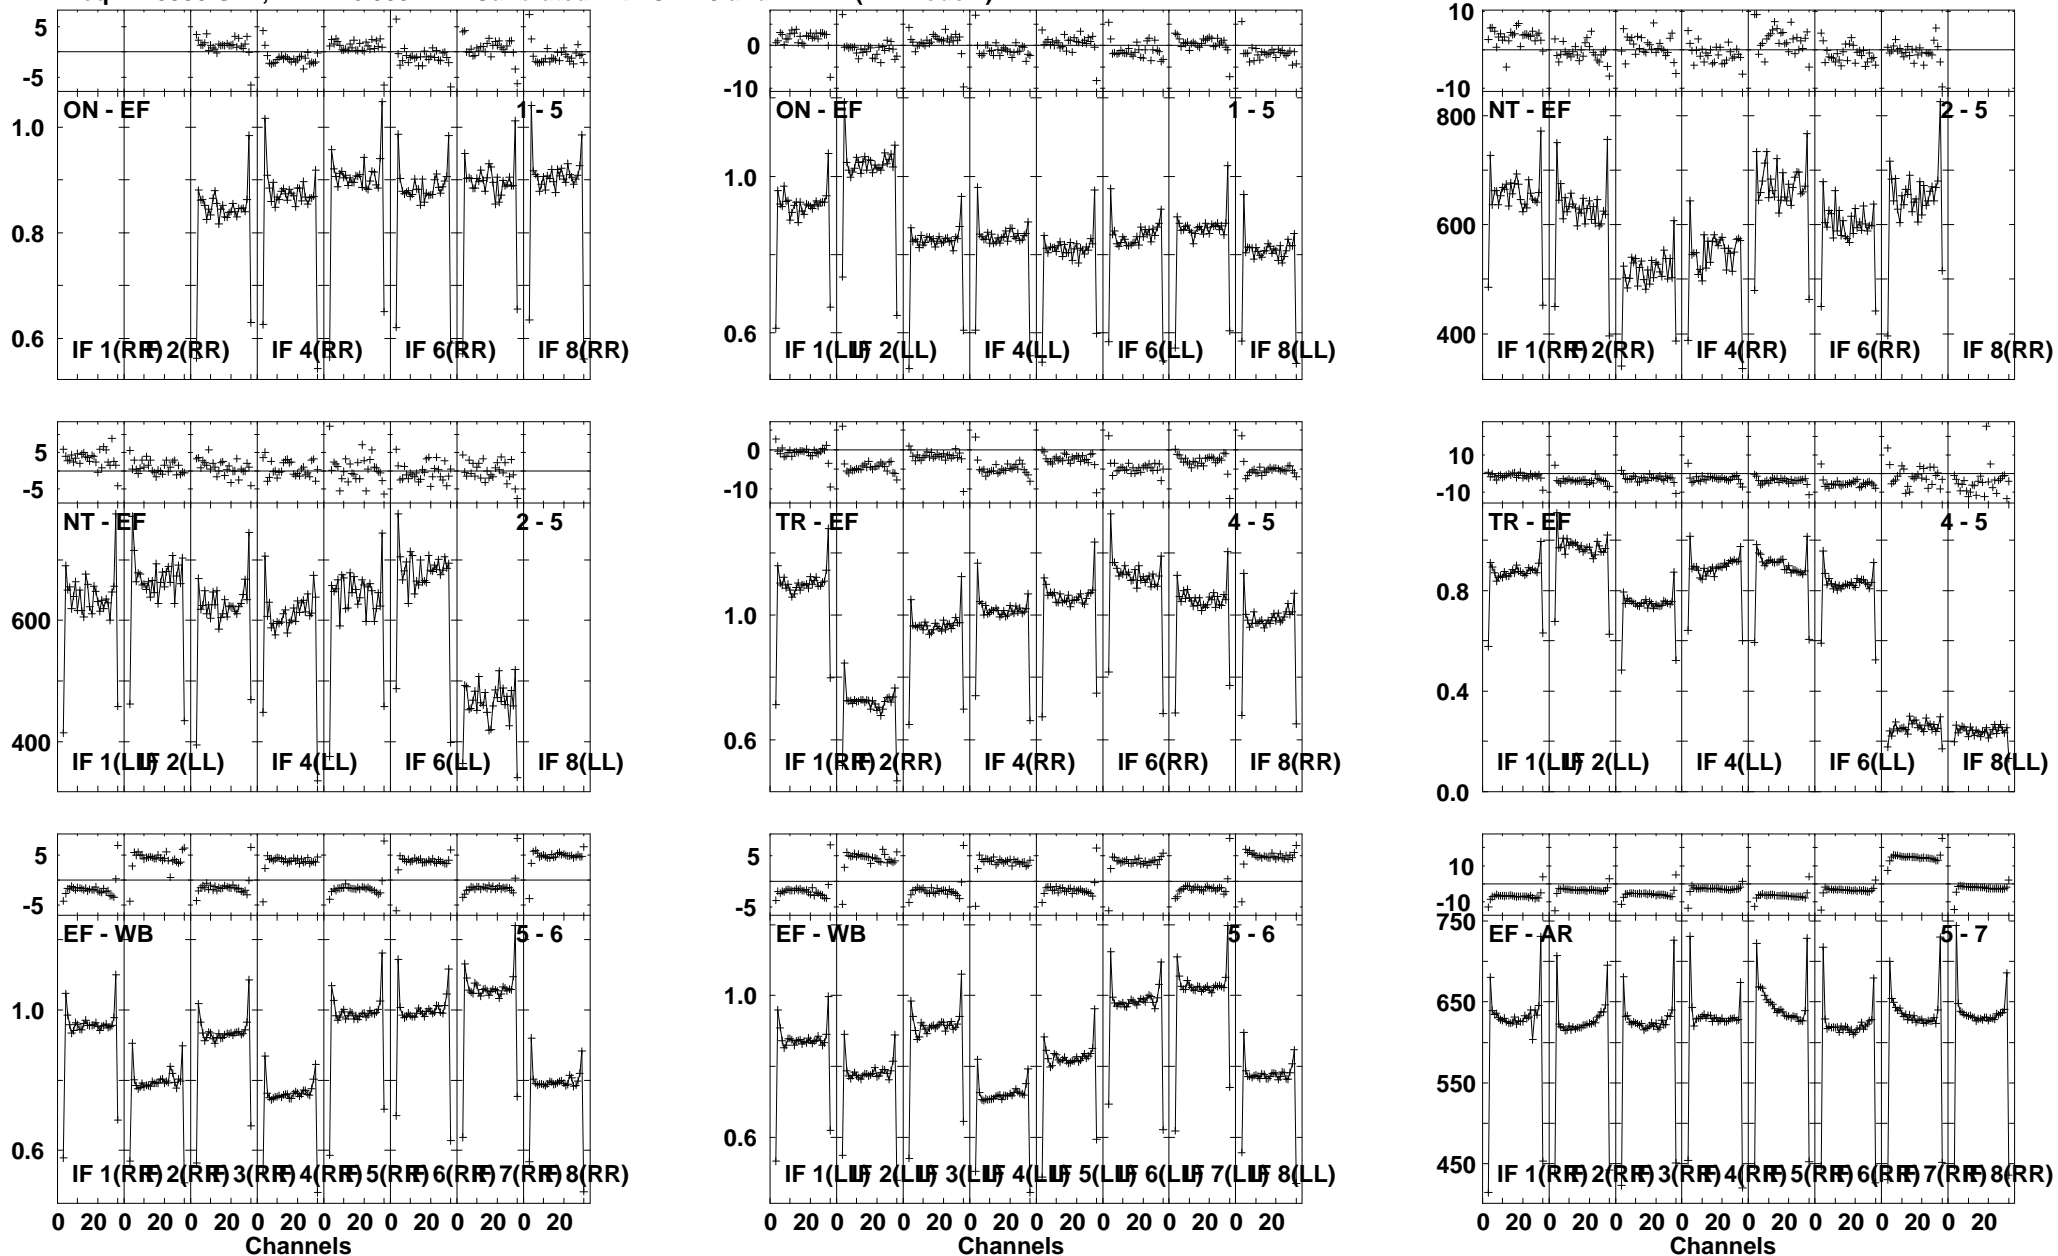 5
0
-5
ON - EF
1 - 5
1.0
0.8
0.6
IF 1(RR) IF 2(RR) IF 4(RR) IF 6(RR) IF 8(RR)
0
-10
ON - EF
1 - 5
1.0
0.6
IF 1(LL) IF 2(LL) IF 4(LL) IF 6(LL) IF 8(LL)
10
-10
NT - EF
2 - 5
800
600
400
IF 1(RR) IF 2(RR) IF 4(RR) IF 6(RR) IF 8(RR)
5
-5
NT - EF
2 - 5
600
400
IF 1(LL) IF 2(LL) IF 4(LL) IF 6(LL) IF 8(LL)
0
-10
TR - EF
4 - 5
1.0
0.6
IF 1(RR) IF 2(RR) IF 4(RR) IF 6(RR) IF 8(RR)
10
-10
TR - EF
4 - 5
0.8
0.4
0.0
IF 1(LL) IF 2(LL) IF 4(LL) IF 6(LL) IF 8(LL)
5
-5
EF - WB
5 - 6
1.0
0.6
IF 1(RR) IF 2(RR) IF 3(RR) IF 4(RR) IF 5(RR) IF 6(RR) IF 7(RR) IF 8(RR)
0 20 0 20 0 20 0 20 0 20 0 20 0 20 0 20
Channels
5
-5
EF - WB
5 - 6
1.0
0.6
IF 1(LL) IF 2(LL) IF 3(LL) IF 4(LL) IF 5(LL) IF 6(LL) IF 7(LL) IF 8(LL)
0 20 0 20 0 20 0 20 0 20 0 20 0 20 0 20
Channels
10
-10
EF - AR
5 - 7
750
650
550
450
IF 1(RR) IF 2(RR) IF 3(RR) IF 4(RR) IF 5(RR) IF 6(RR) IF 7(RR) IF 8(RR)
0 20 0 20 0 20 0 20 0 20 0 20 0 20 0 20
Channels